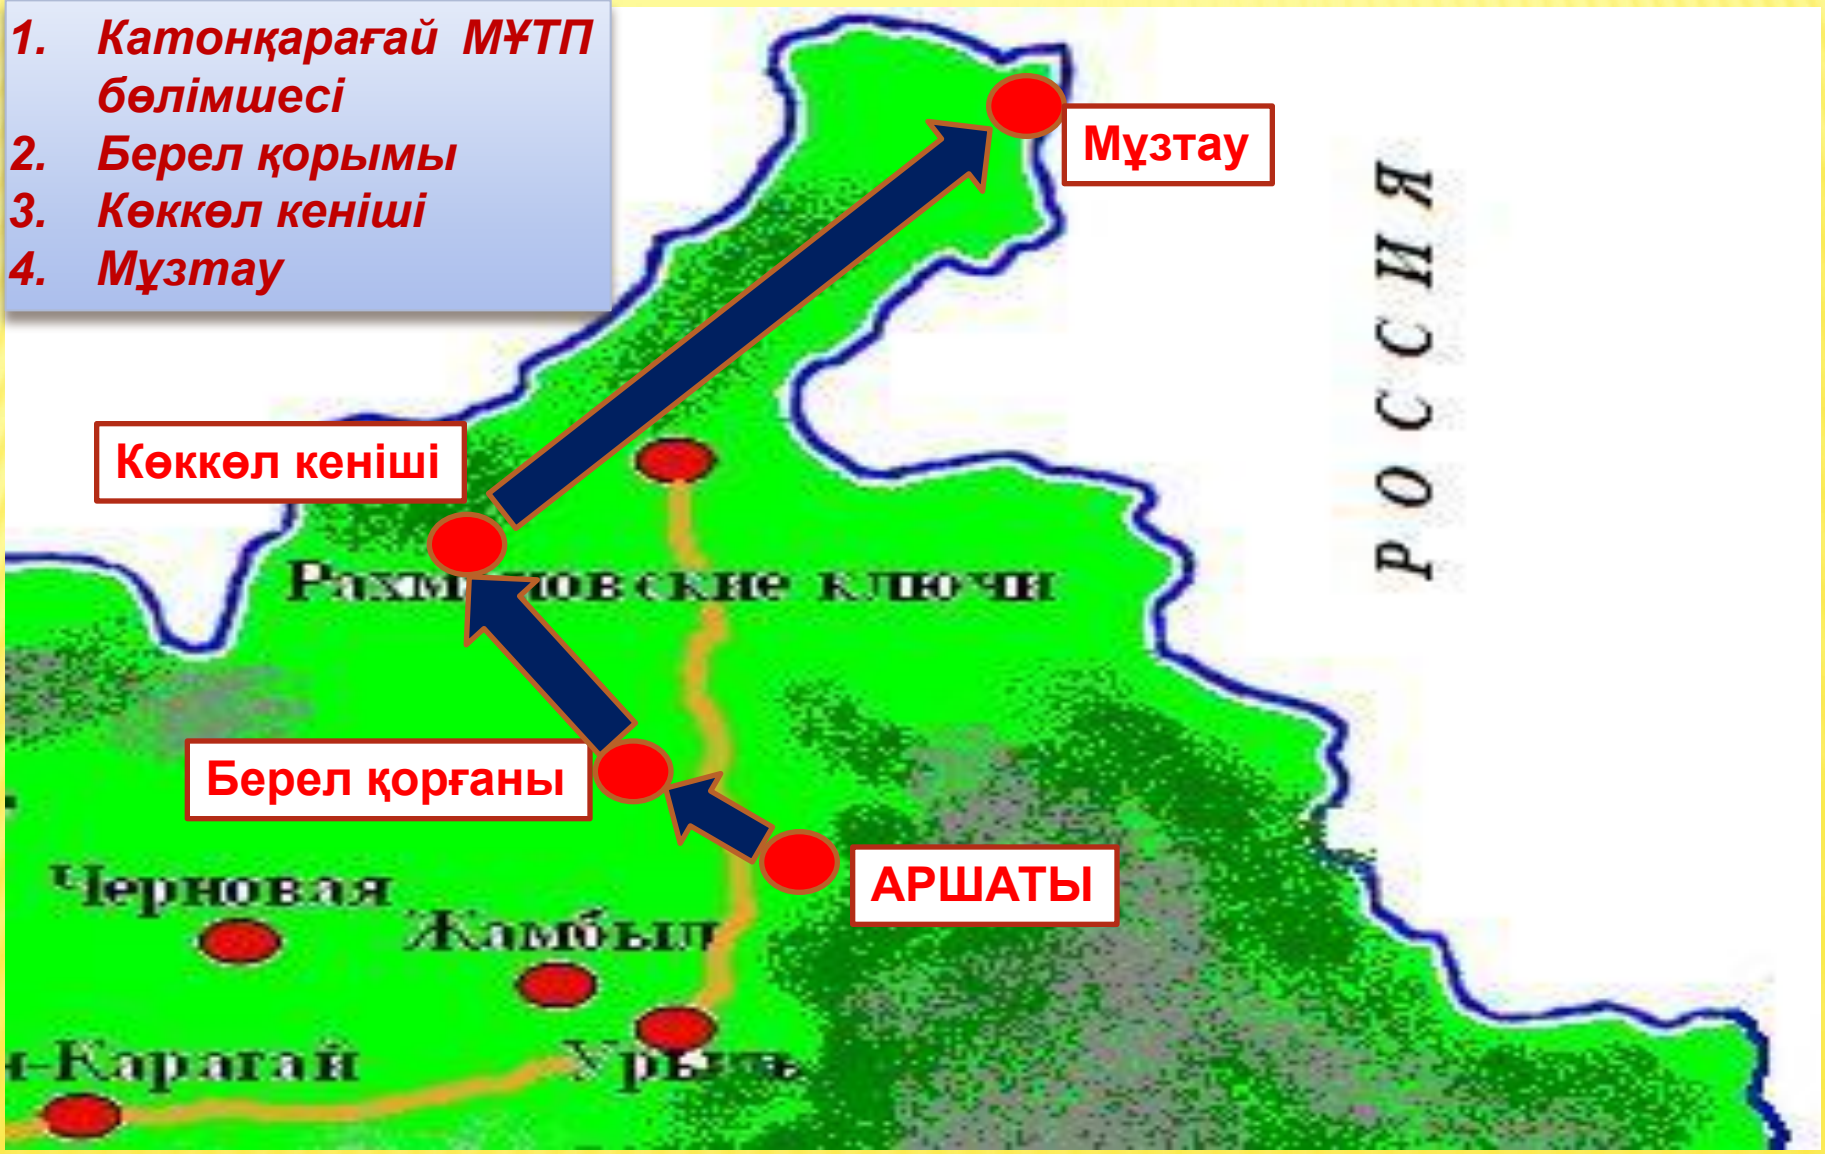 1. Катонқарағай МҰТП
бөлімшесі
2. Берел қорымы
3. Көккөл кеніші
4. Мұзтау
Мұзтау
РОССИЯ
Көккөл кеніші
ключи
Берел қорғаны
АРШАТЫ
Черновая
Жамбыл
-Карагай